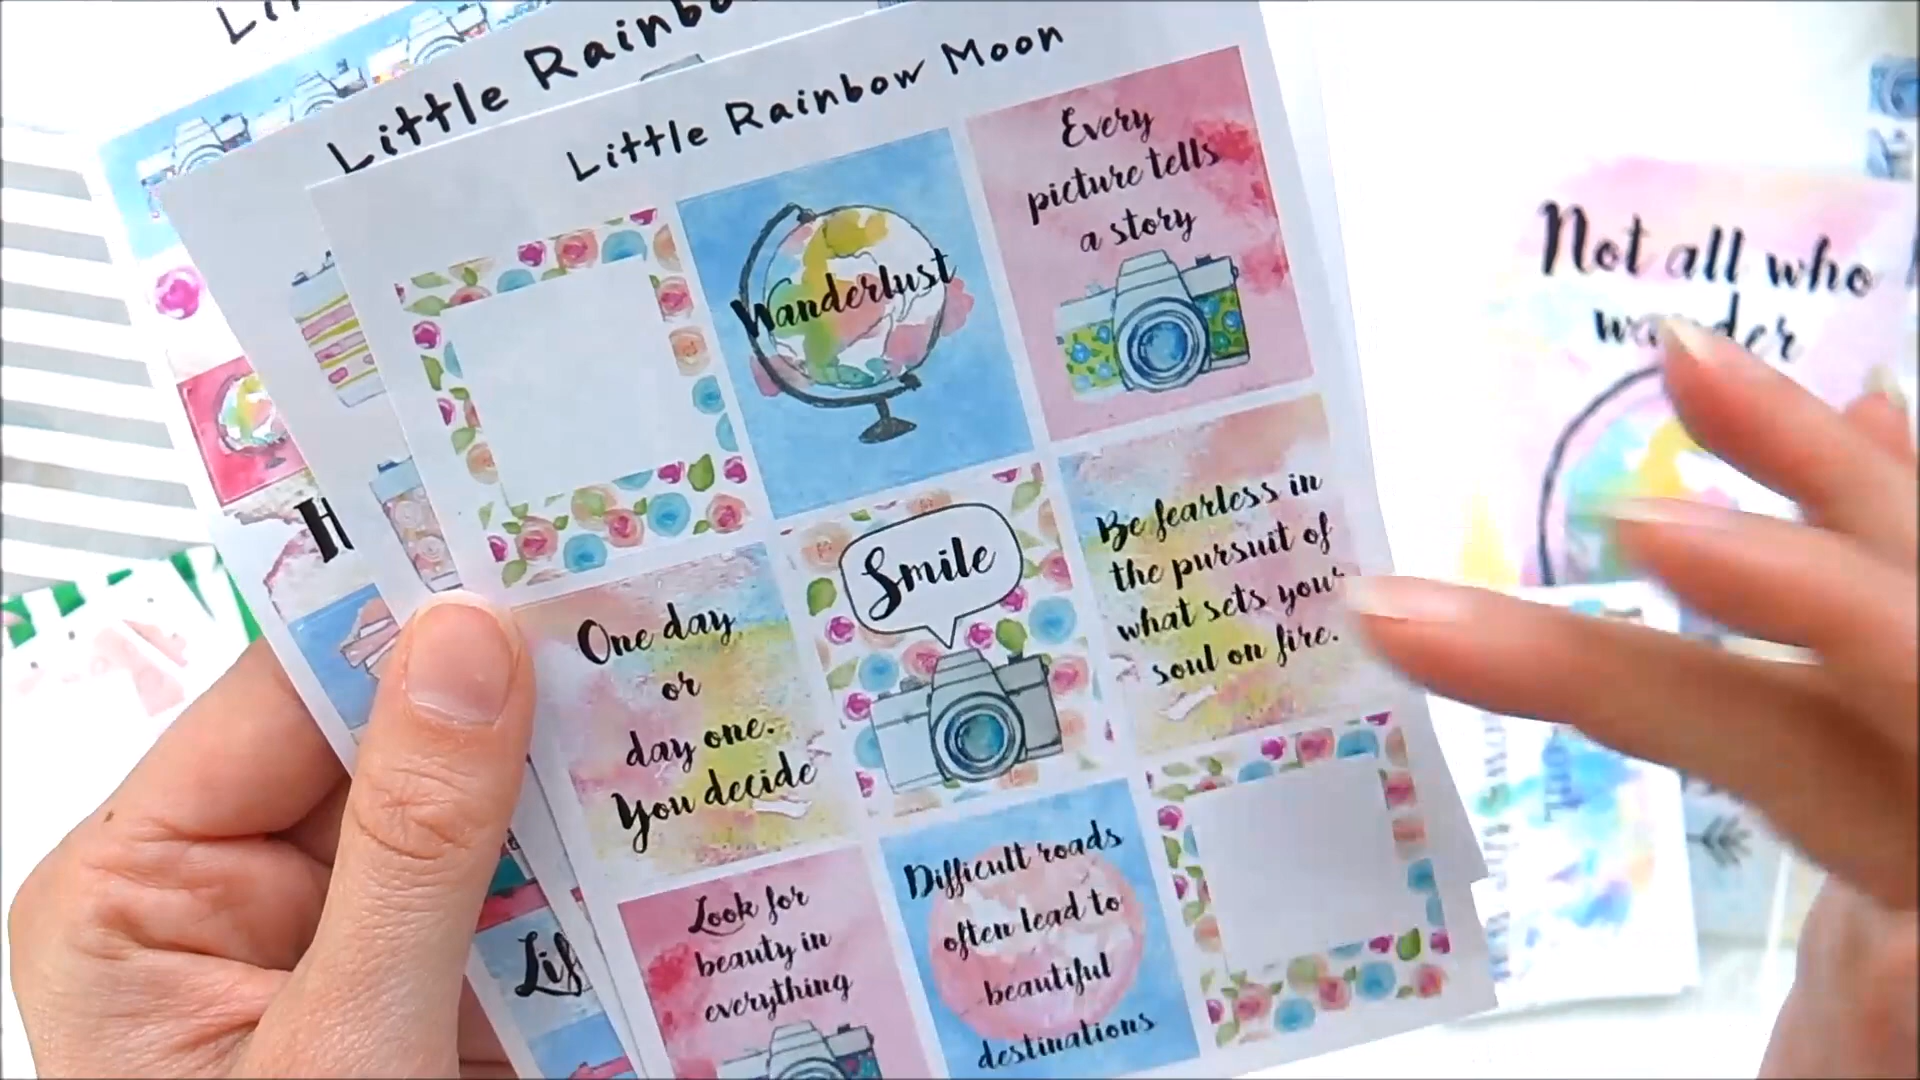 Little Rainbow
Little Rainbow Moon
Wanderlust
Every
picture tells
a story
One day
or
day one.
You decide
Smile
Be fearless in
the pursuit of
what sets your
soul on fire.
Look for
beauty in
everything
Difficult roads
often lead to
beautiful
destinations
Not all who
wander